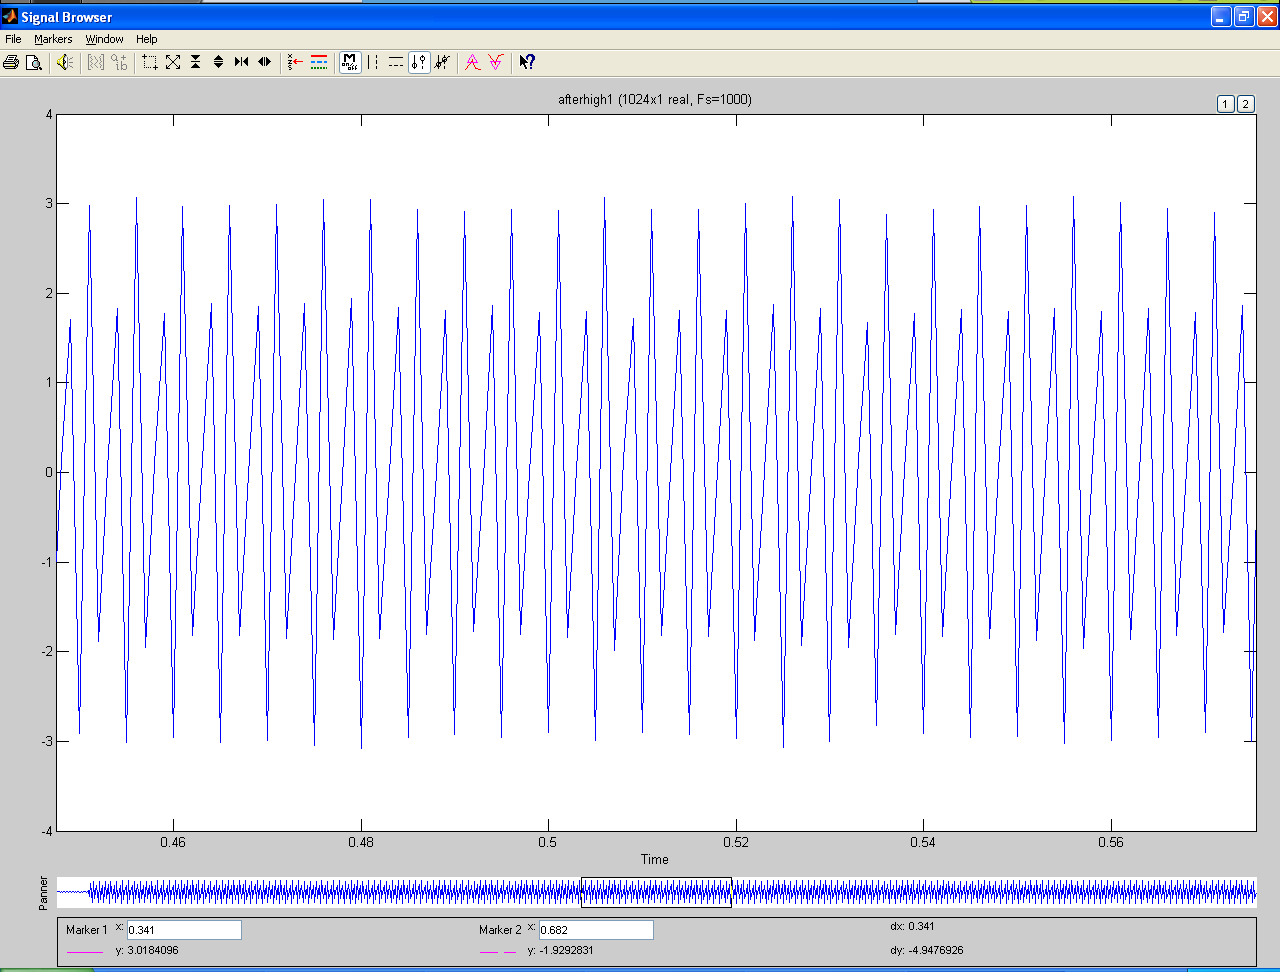 Signal Browser
File Markers Window Help
M
off
afterhigh1 (1024x1 real, Fs=1000)
1 2
4
3
2
1
0
-1
-2
-3
-4
0.46 0.48 0.5 0.52 0.54 0.56
Time
Panner
Marker 1 x: 0.341 Marker 2 x: 0.682 dx: 0.341
y: 3.0184096 y: -1.9292831 dy: -4.9476926